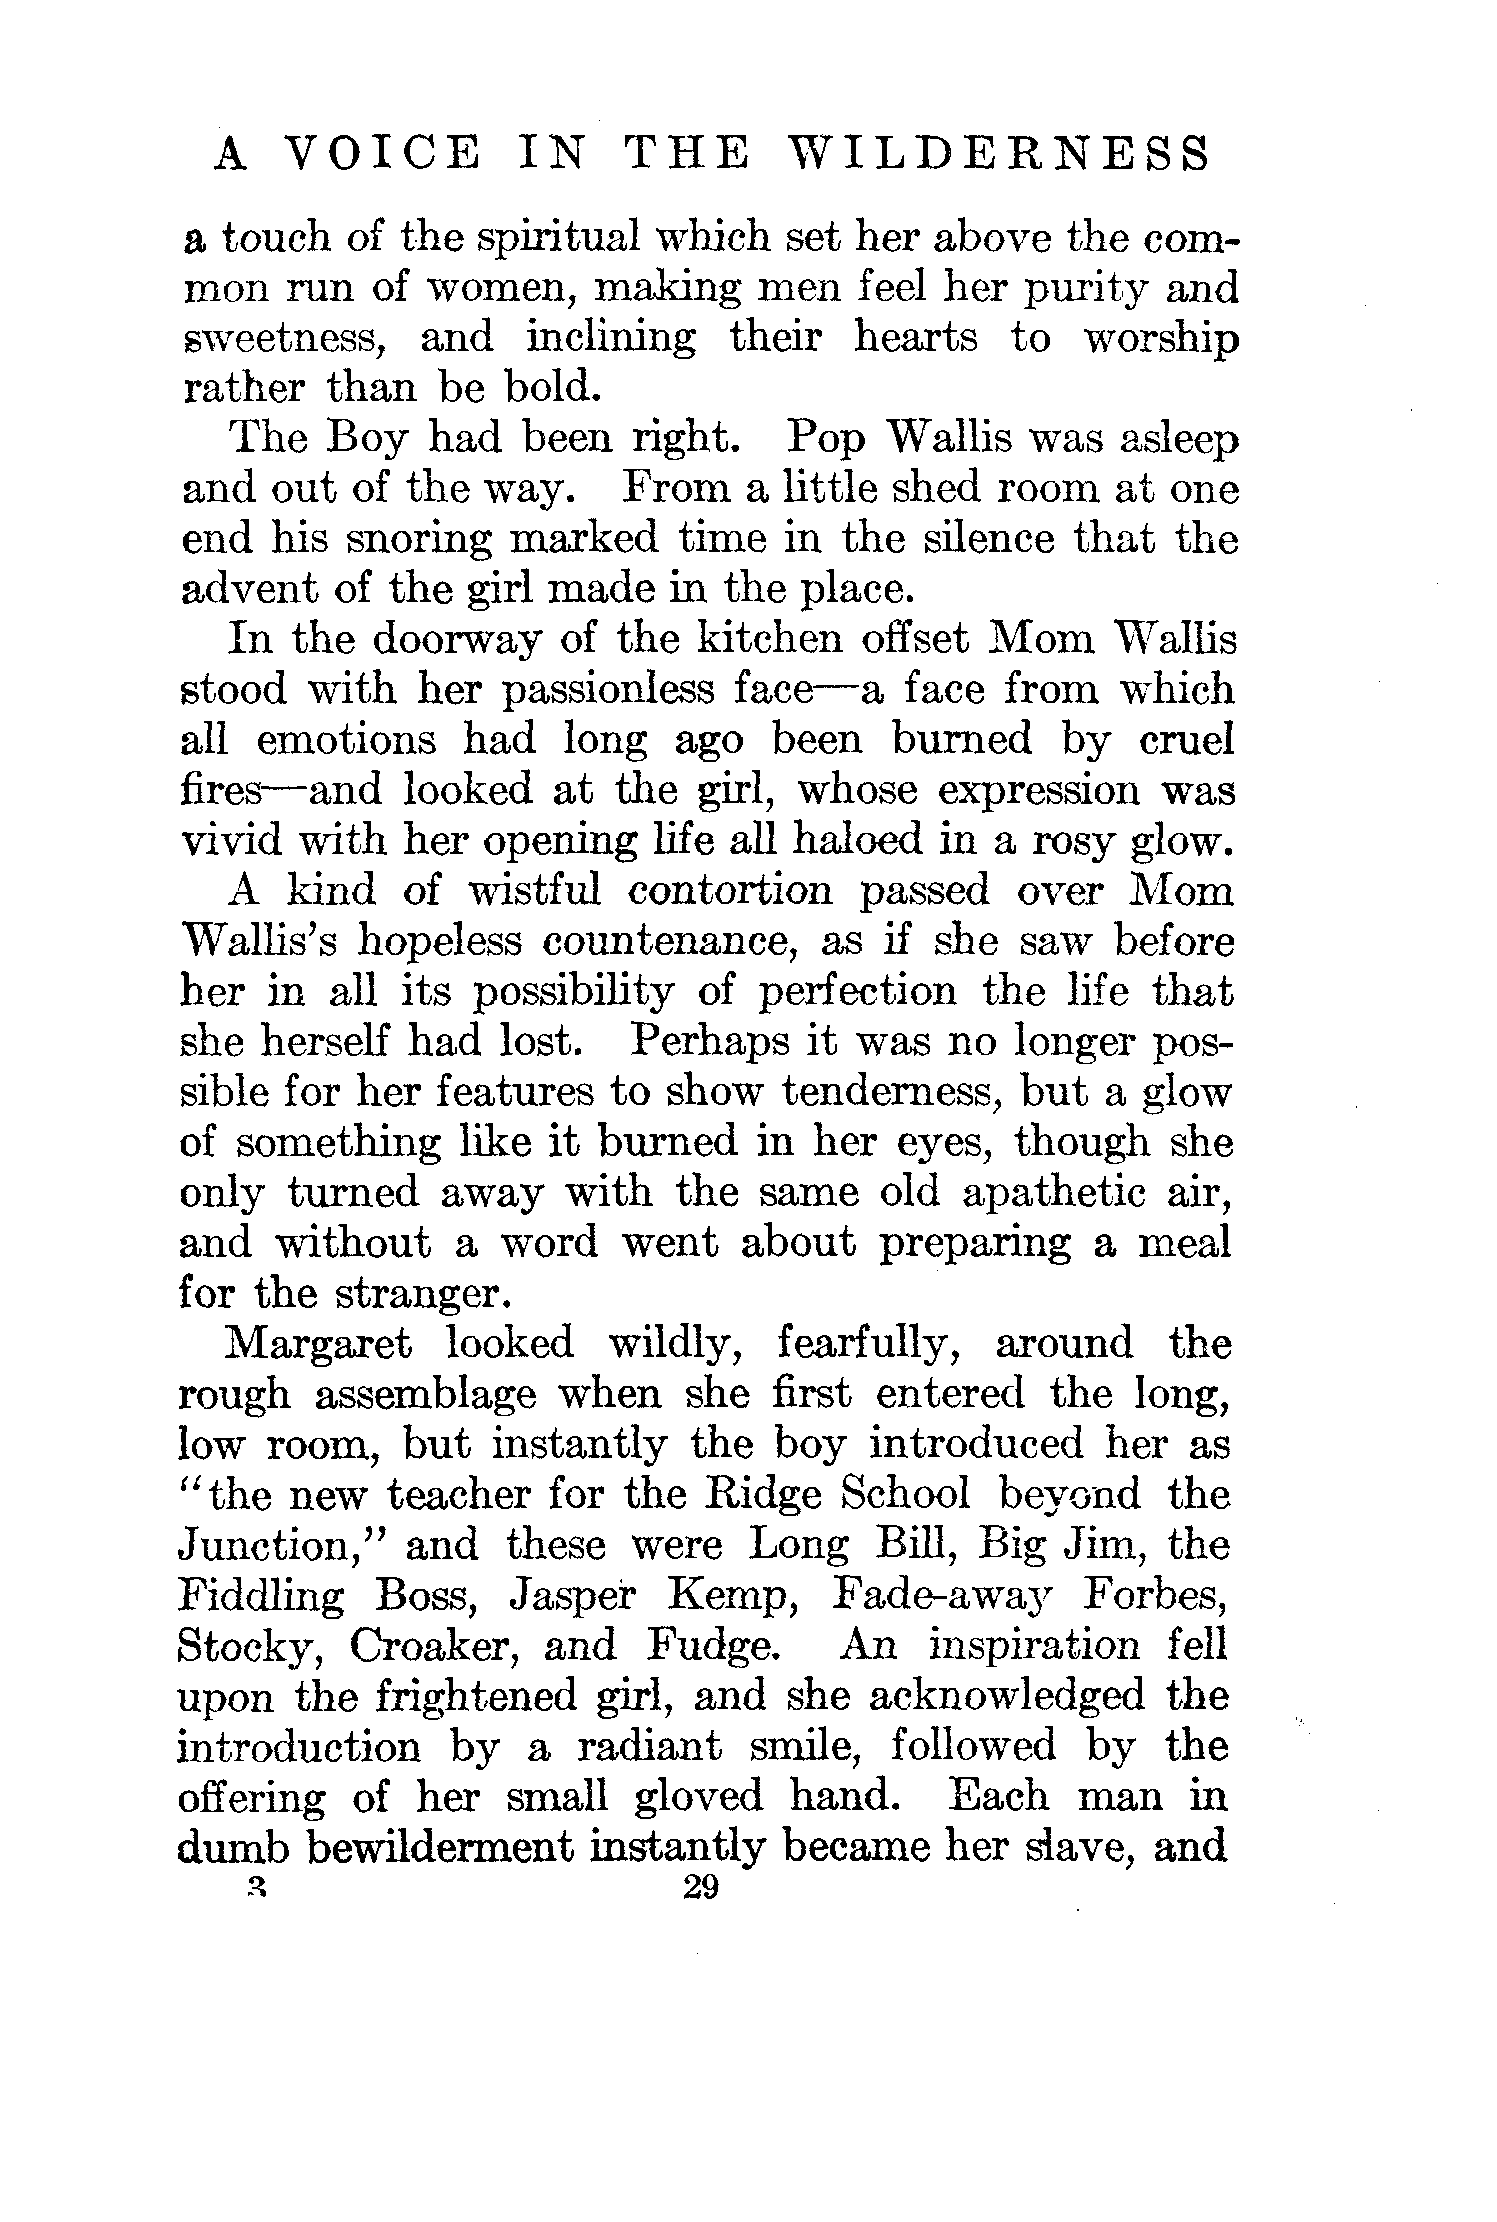 A VOICE IN THE WILDERNESS
a touch of the spiritual which set her above the com-
mon run of women, making men feel her purity and
sweetness, and inclining their hearts to worship
rather than be bold.
The Boy had been right. Pop Wallis was asleep
and out of the way. From a little shed room at one
end his snoring marked time in the silence that the
advent of the girl made in the place.
In the doorway of the kitchen offset Mom Wallis
stood with her passionless face—a face from which
all emotions had long ago been burned by cruel
fires—and looked at the girl, whose expression was
vivid with her opening life all haloed in a rosy glow.
A kind of wistful contortion passed over Mom
Wallis's hopeless countenance, as if she saw before
her in all its possibility of perfection the life that
she herself had lost. Perhaps it was no longer pos-
sible for her features to show tenderness, but a glow
of something like it burned in her eyes, though she
only turned away with the same old apathetic air,
and without a word went about preparing a meal
for the stranger.
Margaret looked wildly, fearfully, around the
rough assemblage when she first entered the long,
low room, but instantly the boy introduced her as
"the new teacher for the Ridge School beyond the
Junction," and these were Long Bill, Big Jim, the
Fiddling Boss, Jasper Kemp, Fade-away Forbes,
Stocky, Croaker, and Fudge. An inspiration fell
upon the frightened girl, and she acknowledged the
introduction by a radiant smile, followed by the
offering of her small gloved hand. Each man in
dumb bewilderment instantly became her slave, and
3 29